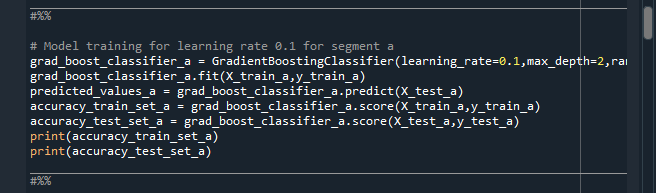 #%%
# Model training for learning rate 0.1 for segment a
grad_boost_classifier_a = GradientBoostingClassifier(learning_rate=0.1,max_depth=2,ra
grad_boost_classifier_a.fit(X_train_a,y_train_a)
predicted_values_a = grad_boost_classifier_a.predict(X_test_a)
accuracy_train_set_a = grad_boost_classifier_a.score(X_train_a,y_train_a)
accuracy_test_set_a = grad_boost_classifier_a.score(X_test_a,y_test_a)
print(accuracy_train_set_a)
print(accuracy_test_set_a)
#%%